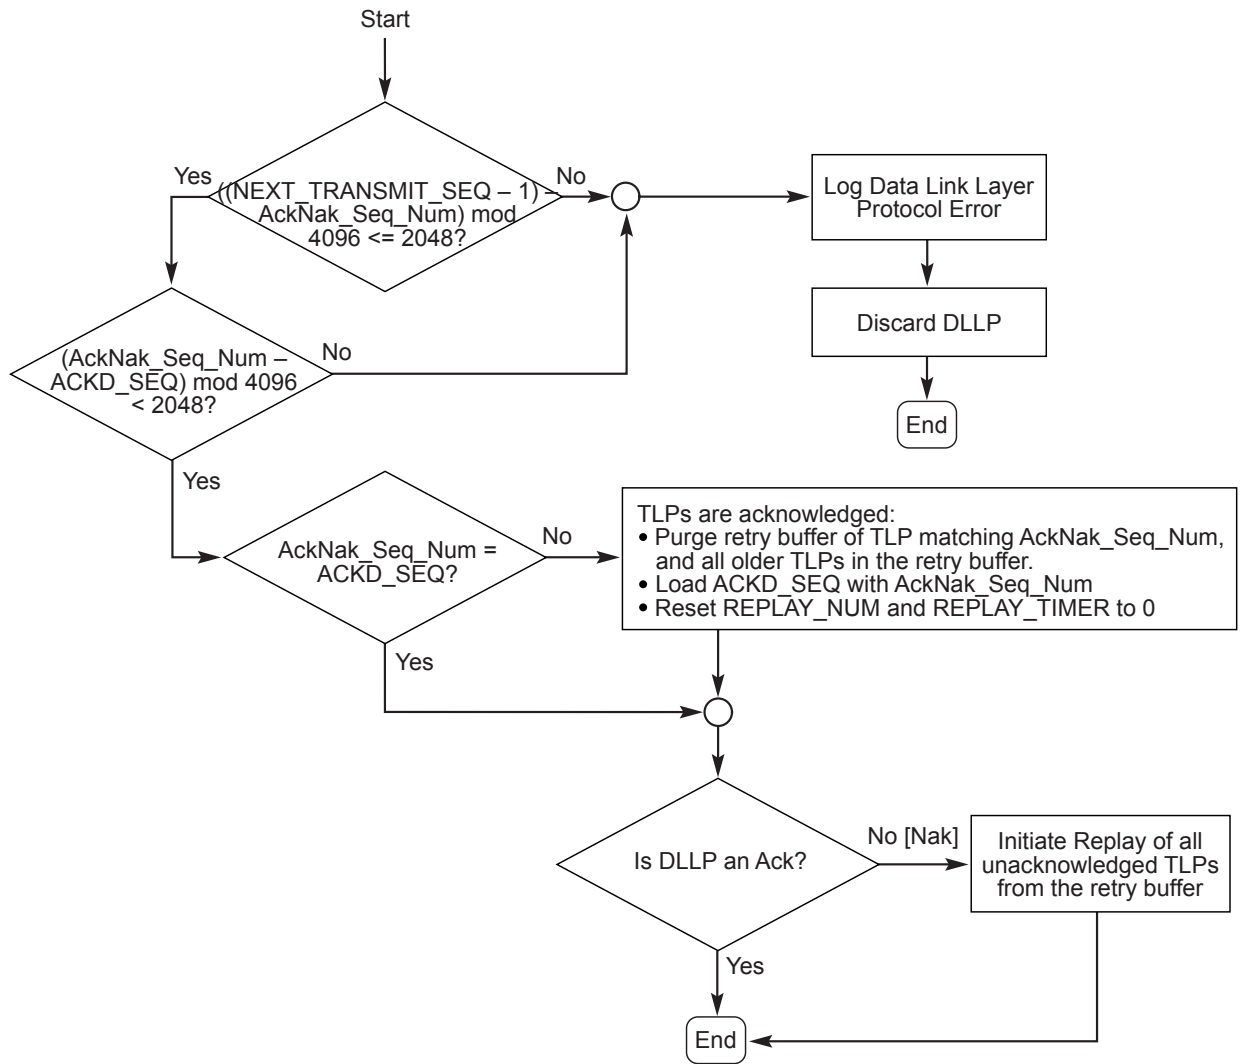 Start
Yes
((NEXT_TRANSMIT_SEQ – 1) –
AckNak_Seq_Num) mod
4096 <= 2048?
No
Log Data Link Layer
Protocol Error
Discard DLLP
End
(AckNak_Seq_Num –
ACKD_SEQ) mod 4096
< 2048?
No
Yes
AckNak_Seq_Num =
ACKD_SEQ?
No
Yes
TLPs are acknowledged:
• Purge retry buffer of TLP matching AckNak_Seq_Num,
and all older TLPs in the retry buffer.
• Load ACKD_SEQ with AckNak_Seq_Num
• Reset REPLAY_NUM and REPLAY_TIMER to 0
Is DLLP an Ack?
No [Nak]
Initiate Replay of all
unacknowledged TLPs
from the retry buffer
Yes
End